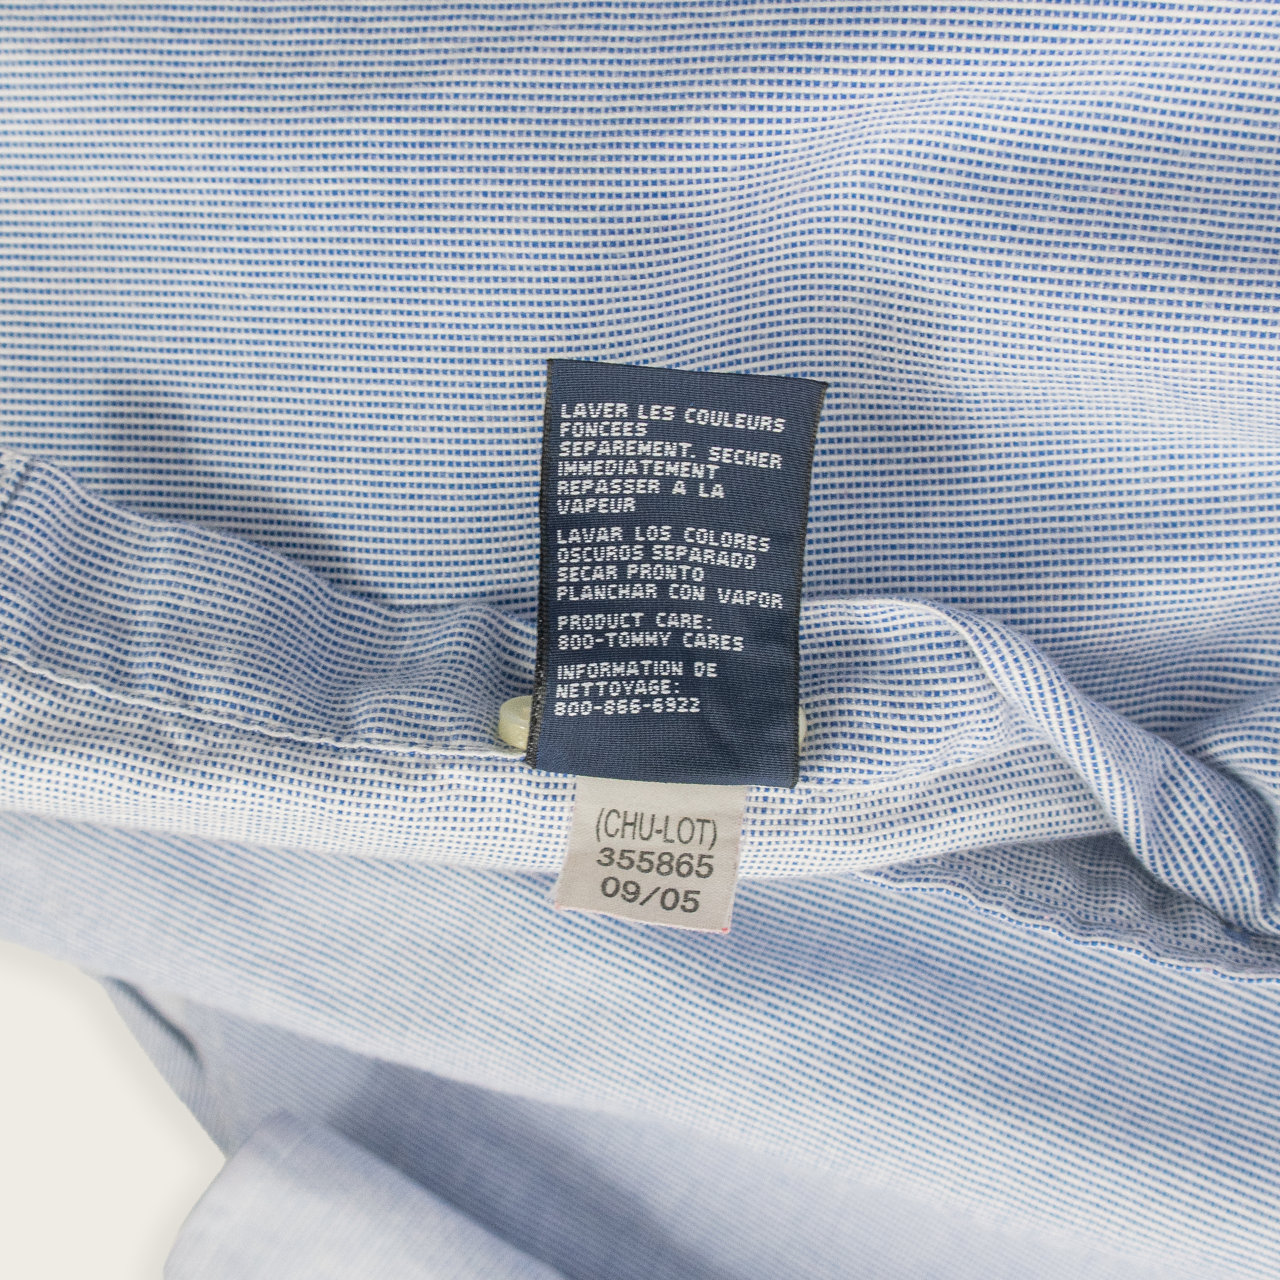 LAVER LES COULEURS
FONCEES
SEPAREMENT. SECHER
IMMEDIATEMENT
REPASSER A LA
VAPEUR
LAVAR LOS COLORES
OSCUROS SEPARADO
SECAR PRONTO
PLANCHAR CON VAPOR
PRODUCT CARE:
800-TOMMY CARES
INFORMATION DE
NETTOYAGE:
800-866-6922
(CHU-LOT)
355865
09/05